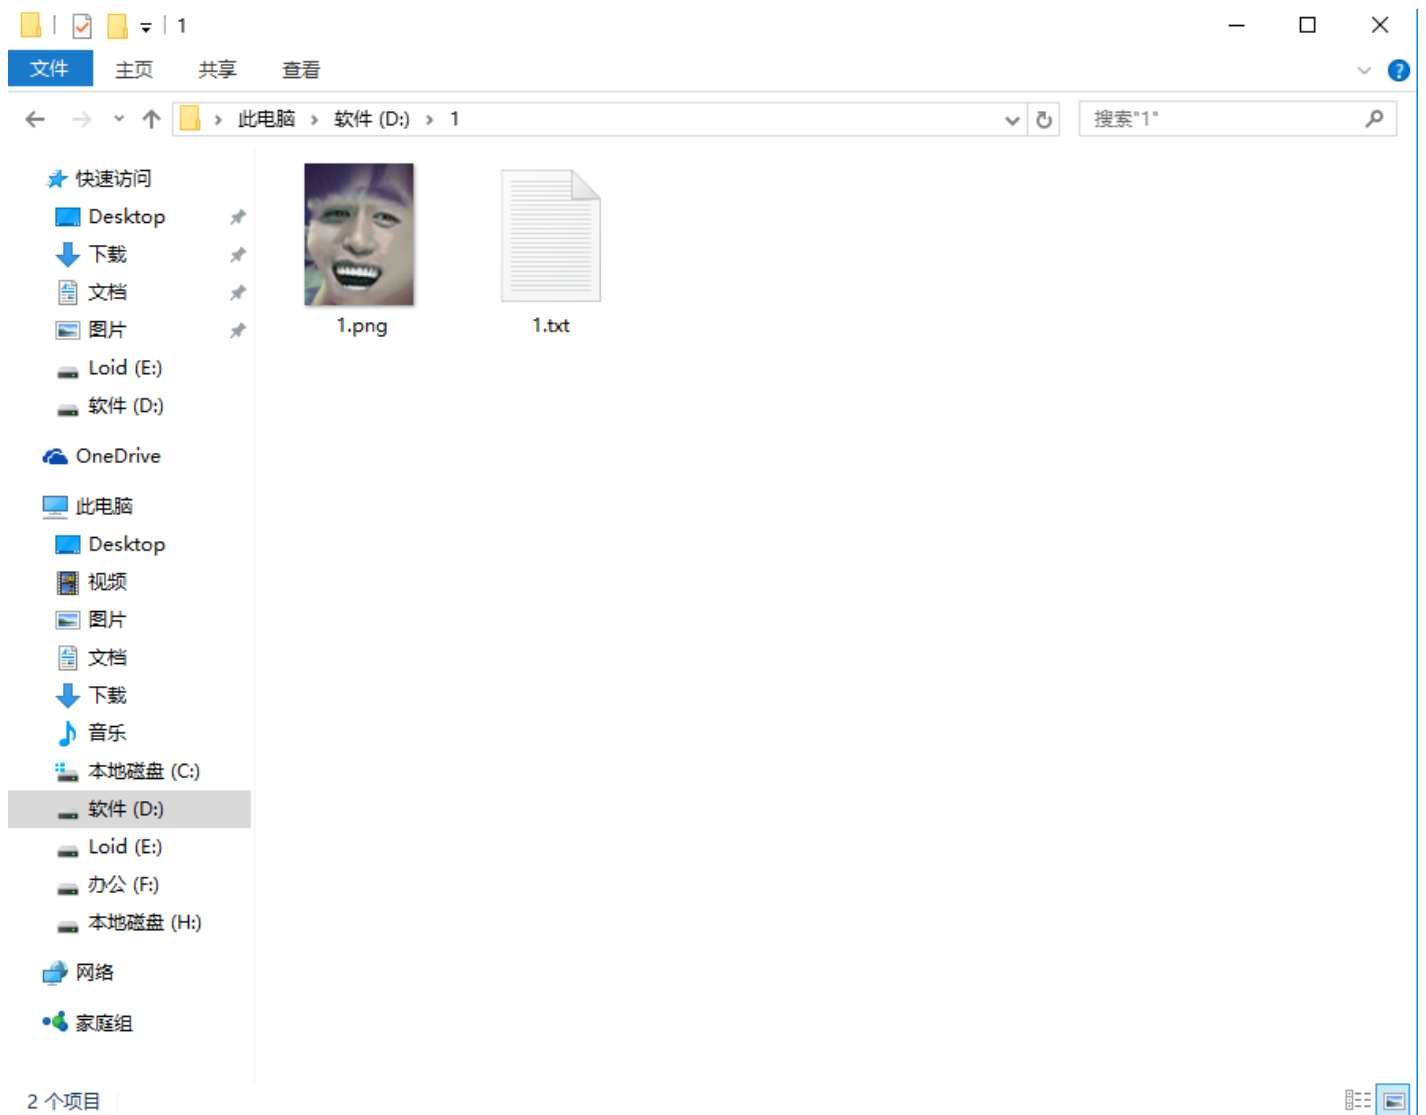 1
文件 主页 共享 查看
此电脑 软件 (D:) 1 搜索"1"
快速访问
Desktop
下载
文档
图片
Loid (E:)
软件 (D:)
OneDrive
此电脑
Desktop
视频
图片
文档
下载
音乐
本地磁盘 (C:)
软件 (D:)
Loid (E:)
办公 (F:)
本地磁盘 (H:)
网络
家庭组
1.png 1.txt
2 个项目